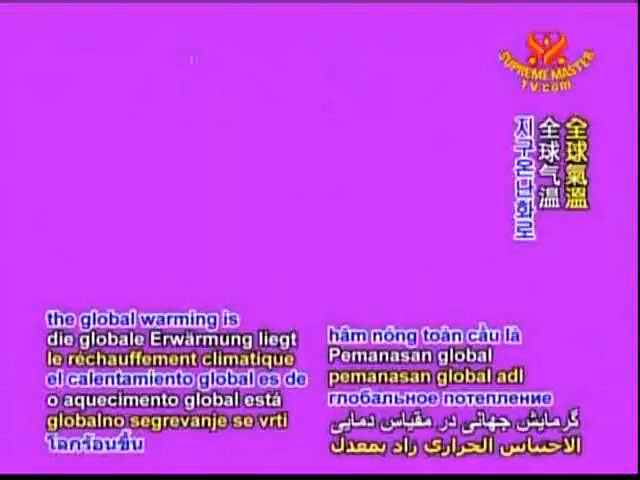 SUPREME MASTER
TV.com
全球氣溫
全球气温
지구온난화로
the global warming is
die globale Erwärmung liegt
le réchauffement climatique
el calentamiento global es de
o aquecimento global está
globalno segrevanje se vrti
โลกร้อนขึ้น
hâm nóng toàn cầu là
Pemanasan global
pemanasan global adl
глобальное потепление
گرمایش جهانی در مقیاس دمایی
الاحتباس الحراري زاد بمعدل